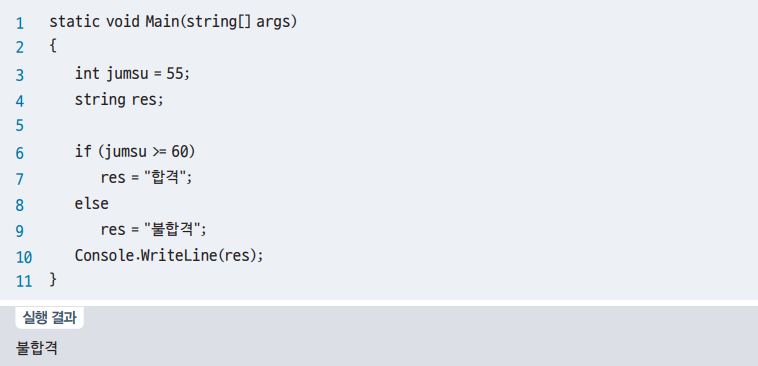 1 static void Main(string[] args)
2 {
3 int jumsu = 55;
4 string res;
5
6 if (jumsu >= 60)
7 res = "합격";
8 else
9 res = "불합격";
10 Console.WriteLine(res);
11 }
실행 결과
불합격